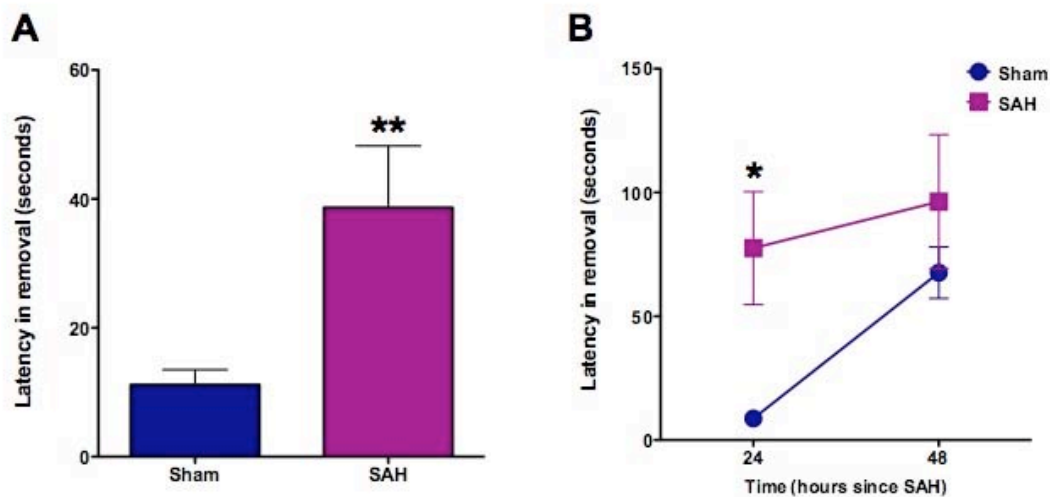 A
Latency in removal (seconds)
60
40
20
0
**
Sham
SAH
B
Latency in removal (seconds)
150
100
50
0
*
Sham
SAH
24
48
Time (hours since SAH)